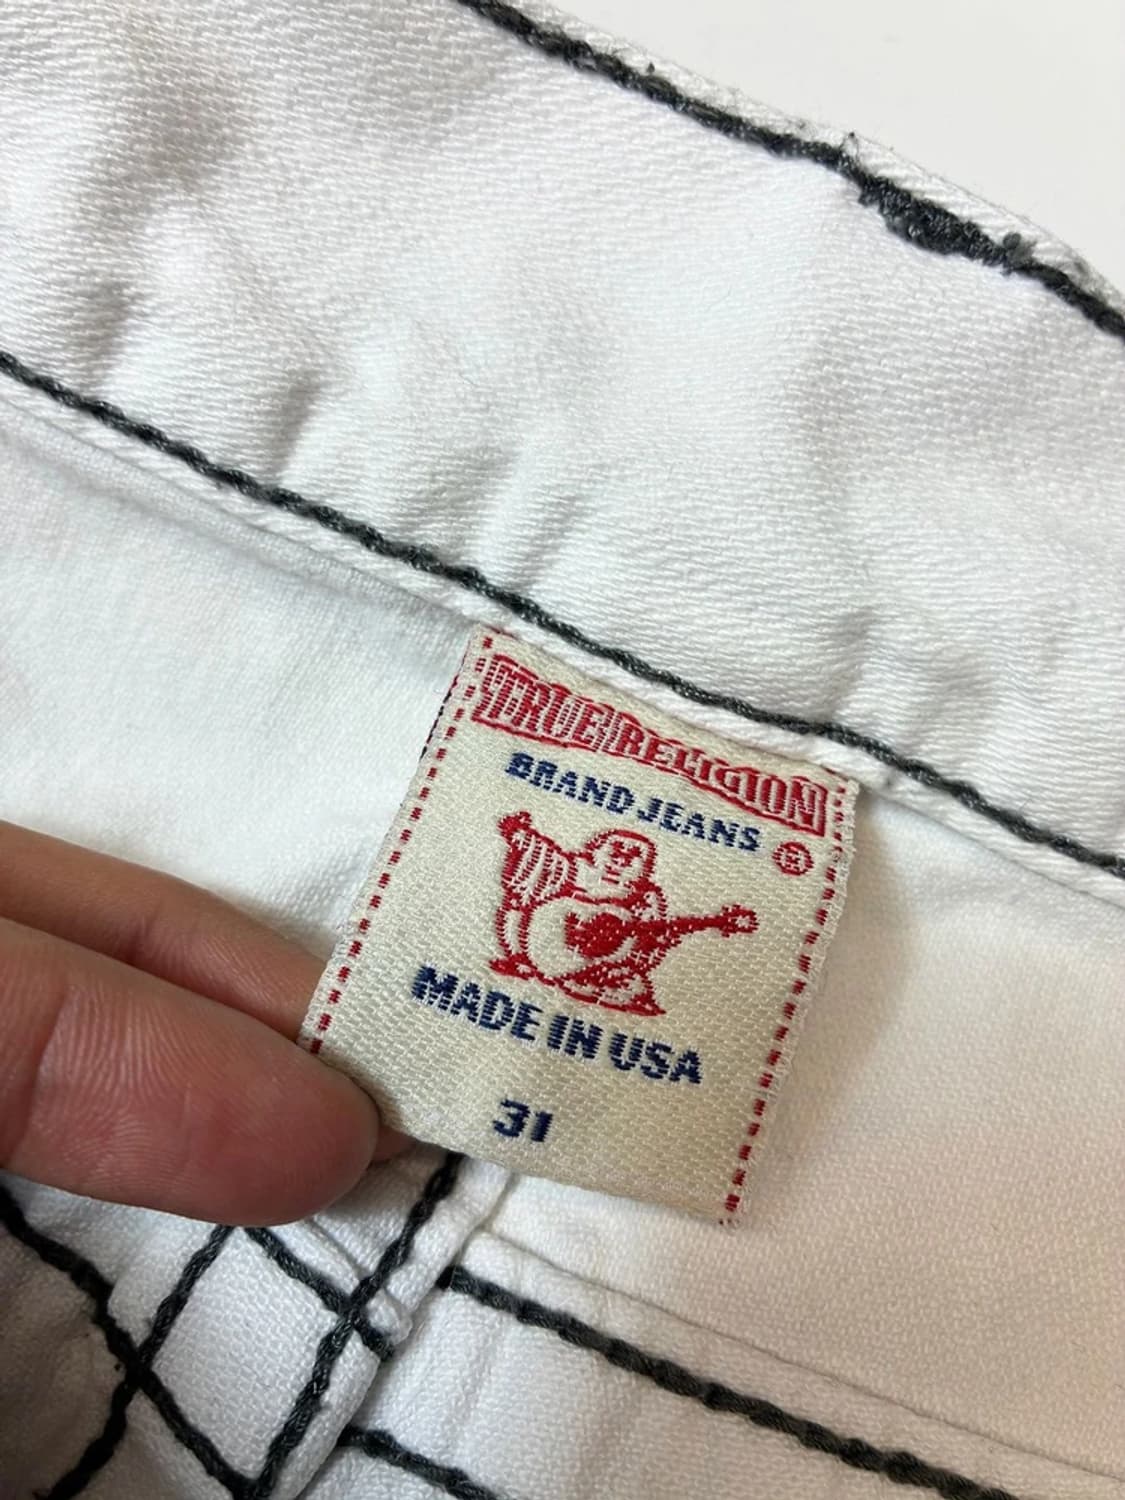 TRUE RELIGION
BRAND JEANS ®
MADE IN USA
31